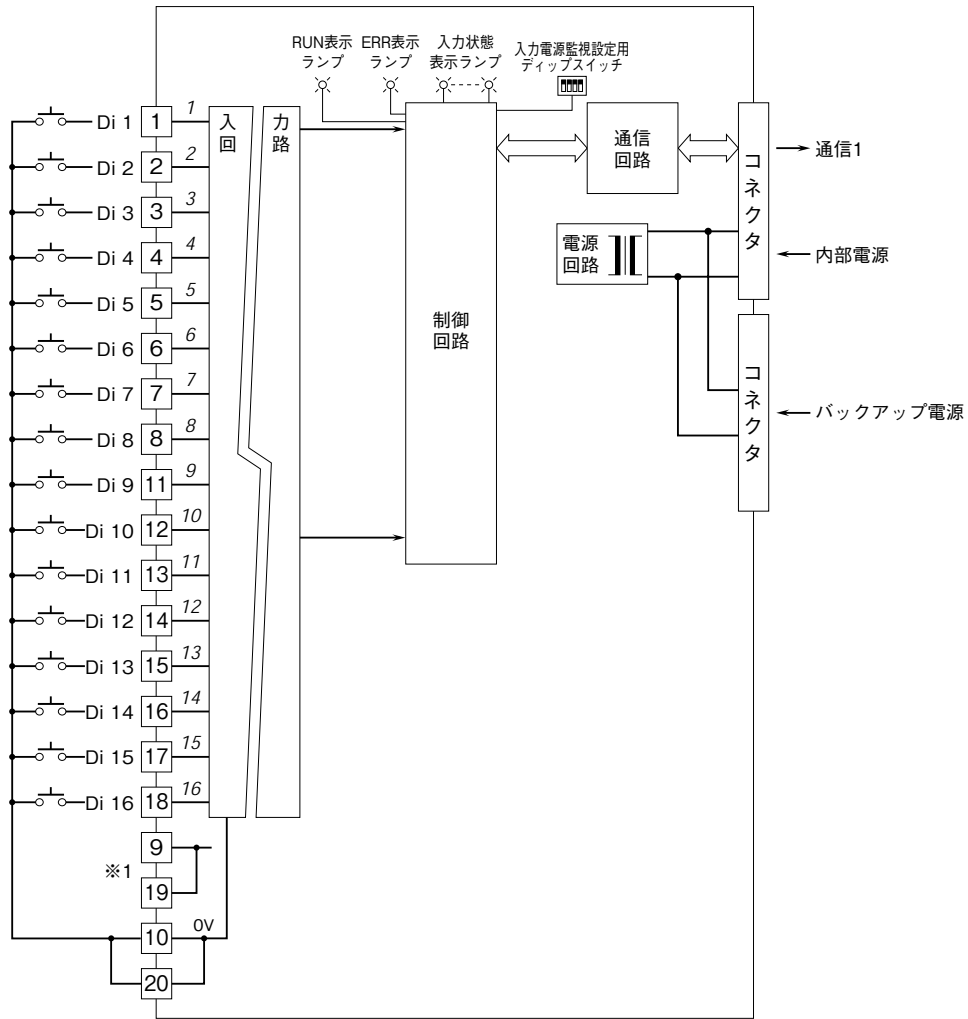 RUN表示
ランプ
ERR表示
ランプ
入力状態
表示ランプ
入力電源監視設定用
ディップスイッチ
Di 1 1 1
Di 2 2 2
Di 3 3 3
Di 4 4 4
Di 5 5 5
Di 6 6 6
Di 7 7 7
Di 8 8 8
Di 9 11 9
Di 10 12 10
Di 11 13 11
Di 12 14 12
Di 13 15 13
Di 14 16 14
Di 15 17 15
Di 16 18 16
9
※1
19
10 0V
20
入力
回路
制御
回路
通信
回路
電源
回路
コネクタ
通信1
内部電源
コネクタ
バックアップ電源